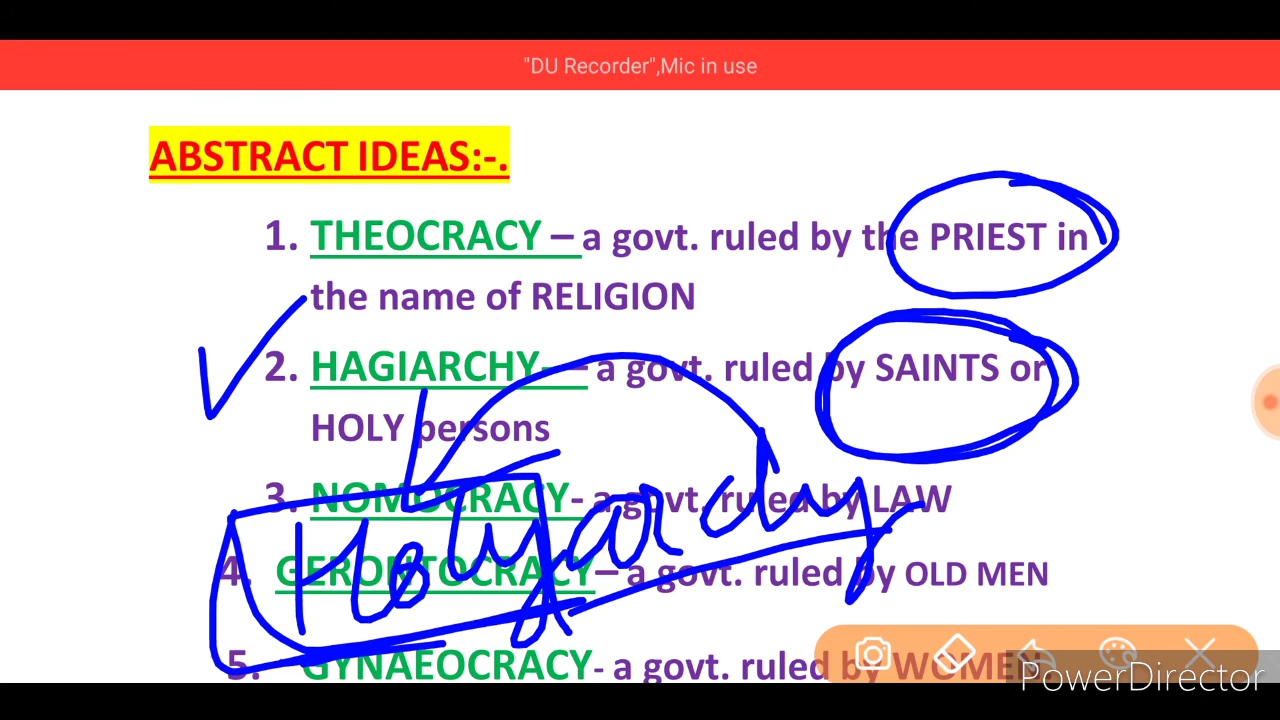 "DU Recorder",Mic in use
ABSTRACT IDEAS:-.
1. THEOCRACY – a govt. ruled by the PRIEST in
the name of RELIGION
2. HAGIARCHY- – a govt. ruled by SAINTS or
HOLY persons
3. NOMOCRACY- a govt, ruled by LAW
Holyarchy
4. GERONTOCRACY– a govt. ruled by OLD MEN
5. GYNAEOCRACY- a govt. ruled by WOMEN.
PowerDirector